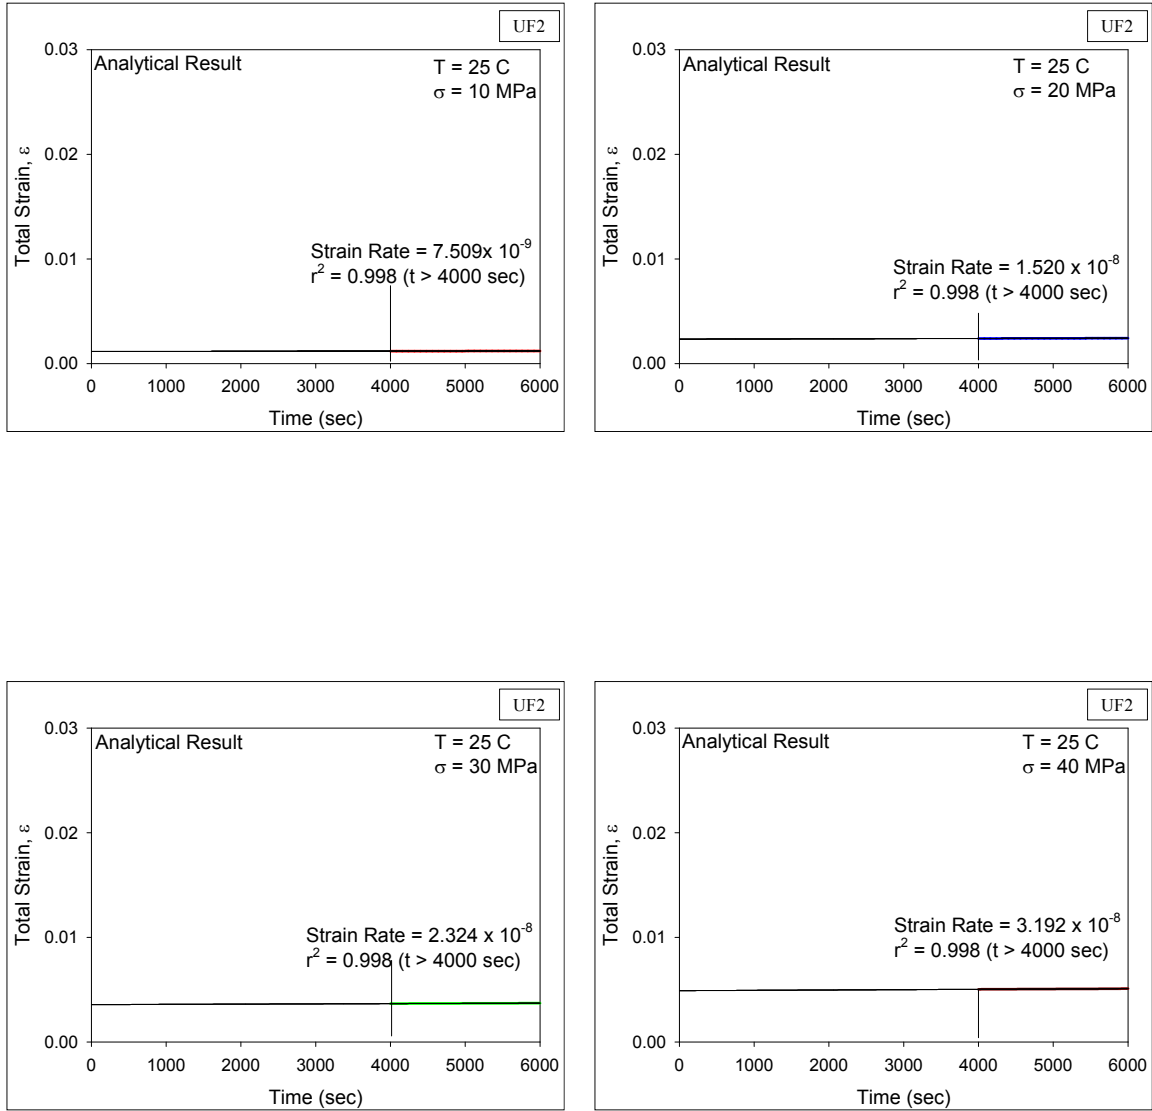 UF2
0.03
Analytical Result
T = 25 C
σ = 10 MPa
0.02
Total Strain, ε
Strain Rate = 7.509x 10⁻⁹
r² = 0.998 (t > 4000 sec)
0.01
0.00
0 1000 2000 3000 4000 5000 6000
Time (sec)
UF2
0.03
Analytical Result
T = 25 C
σ = 20 MPa
0.02
Total Strain, ε
Strain Rate = 1.520 x 10⁻⁸
r² = 0.998 (t > 4000 sec)
0.01
0.00
0 1000 2000 3000 4000 5000 6000
Time (sec)
UF2
0.03
Analytical Result
T = 25 C
σ = 30 MPa
0.02
Total Strain, ε
Strain Rate = 2.324 x 10⁻⁸
r² = 0.998 (t > 4000 sec)
0.01
0.00
0 1000 2000 3000 4000 5000 6000
Time (sec)
UF2
0.03
Analytical Result
T = 25 C
σ = 40 MPa
0.02
Total Strain, ε
Strain Rate = 3.192 x 10⁻⁸
r² = 0.998 (t > 4000 sec)
0.01
0.00
0 1000 2000 3000 4000 5000 6000
Time (sec)